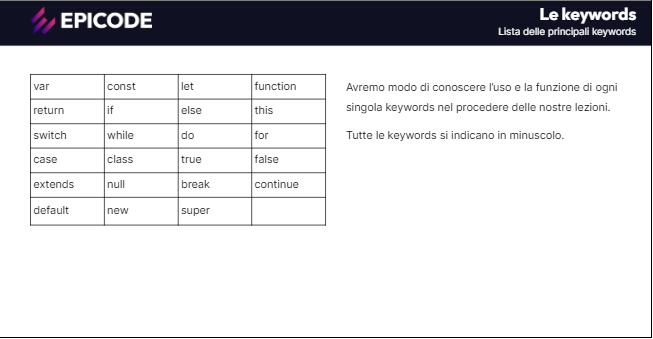 EPICODE
Le keywords
Lista delle principali keywords
var const let function
return if else this
switch while do for
case class true false
extends null break continue
default new super
Avremo modo di conoscere l'uso e la funzione di ogni
singola keywords nel procedere delle nostre lezioni.
Tutte le keywords si indicano in minuscolo.